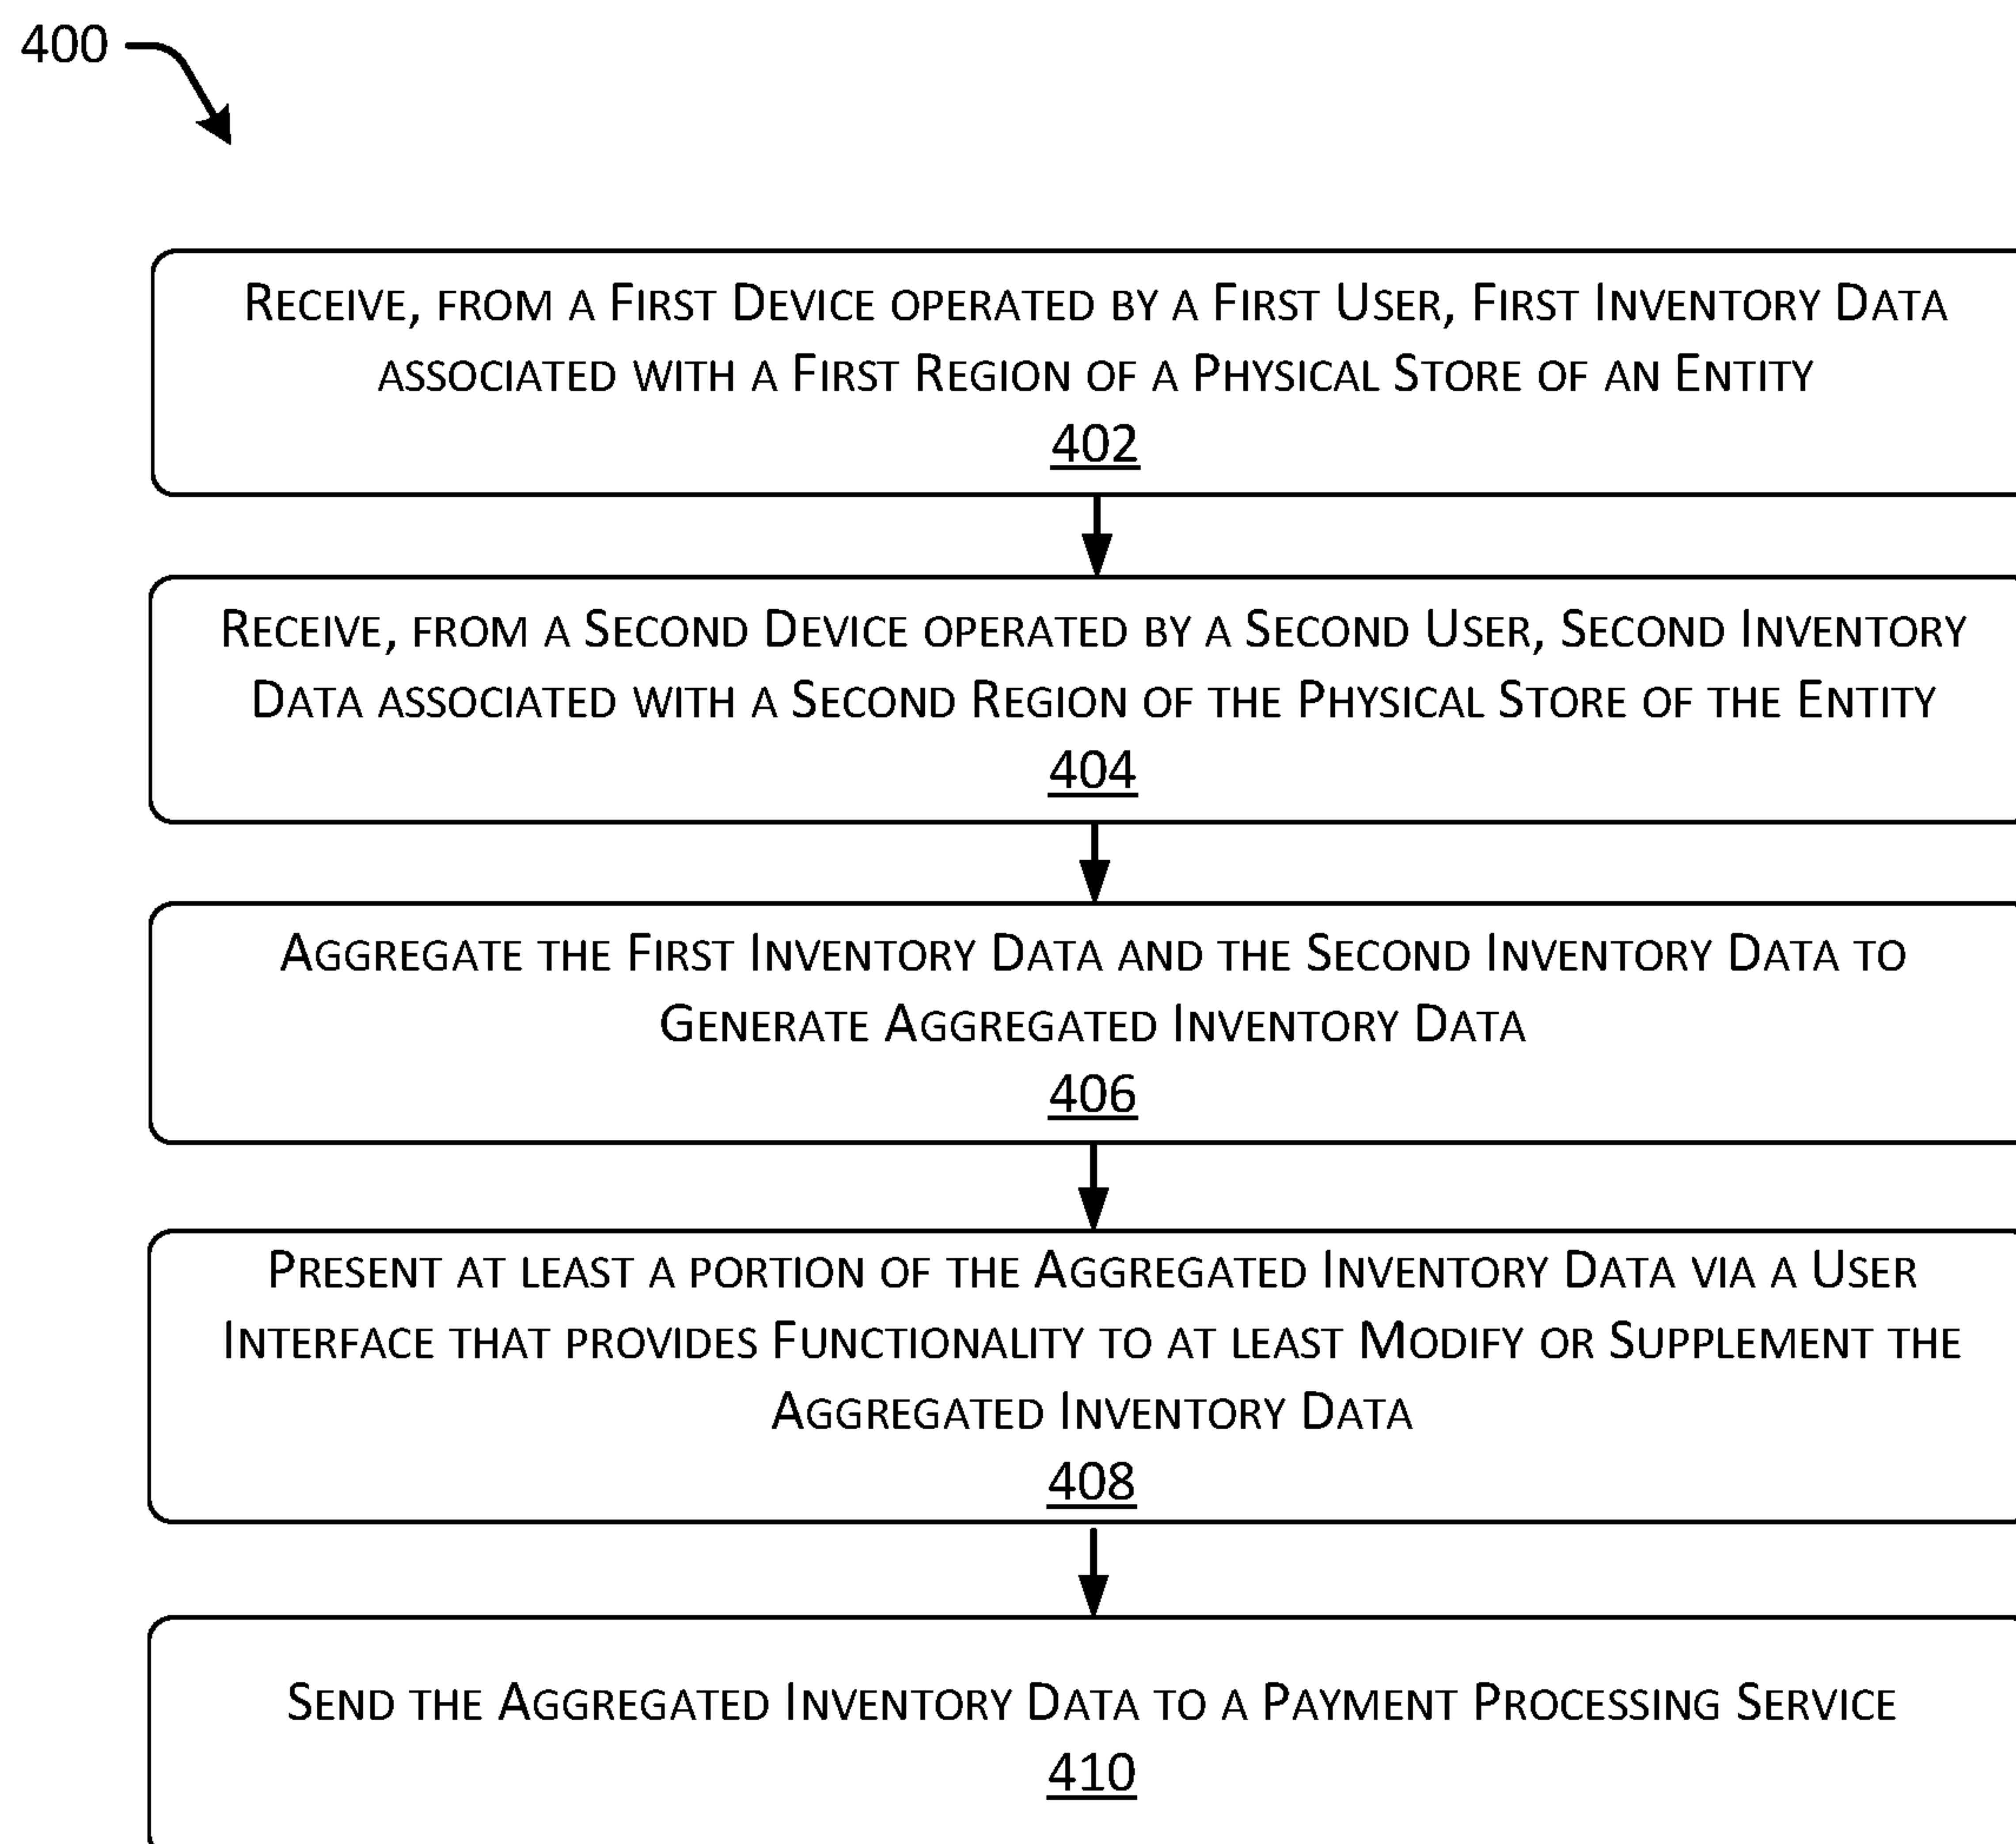 400
Receive, from a First Device operated by a First User, First Inventory Data
associated with a First Region of a Physical Store of an Entity
402
Receive, from a Second Device operated by a Second User, Second Inventory
Data associated with a Second Region of the Physical Store of the Entity
404
Aggregate the First Inventory Data and the Second Inventory Data to
Generate Aggregated Inventory Data
406
Present at least a portion of the Aggregated Inventory Data via a User
Interface that provides Functionality to at least Modify or Supplement the
Aggregated Inventory Data
408
Send the Aggregated Inventory Data to a Payment Processing Service
410